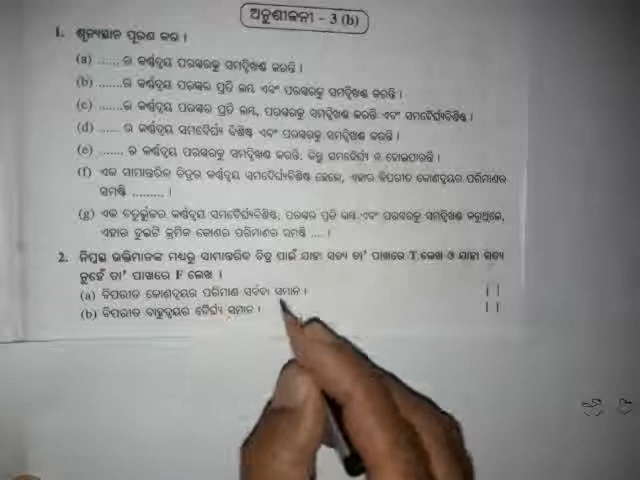 ଅନୁଶୀଳନୀ - 3 (b)
1. ଶୂନ୍ୟସ୍ଥାନ ପୂରଣ କର ।
(a) ...... ର କର୍ଣ୍ଣଦ୍ୱୟ ପରସ୍ପରକୁ ସମଦ୍ୱିଖଣ୍ଡ କରନ୍ତି ।
(b) .......ର କର୍ଣ୍ଣଦ୍ୱୟ ପରସ୍ପର ପ୍ରତି ଲମ୍ବ ଏବଂ ପରସ୍ପରକୁ ସମଦ୍ୱିଖଣ୍ଡ କରନ୍ତି ।
(c) .......ର କର୍ଣ୍ଣଦ୍ୱୟ ପରସ୍ପର ପ୍ରତି ଲମ୍ବ, ପରସ୍ପରକୁ ସମଦ୍ୱିଖଣ୍ଡ କରନ୍ତି ଏବଂ ସମଦୈର୍ଘ୍ୟବିଶିଷ୍ଟ ।
(d) ...... ର କର୍ଣ୍ଣଦ୍ୱୟ ସମଦୈର୍ଘ୍ୟ ବିଶିଷ୍ଟ ଏବଂ ପରସ୍ପରକୁ ସମଦ୍ୱିଖଣ୍ଡ କରନ୍ତି ।
(e) ....... ର କର୍ଣ୍ଣଦ୍ୱୟ ପରସ୍ପରକୁ ସମଦ୍ୱିଖଣ୍ଡ କରନ୍ତି, କିନ୍ତୁ ସମଦୈର୍ଘ୍ୟ ନ ହୋଇପାରନ୍ତି ।
(f) ଏକ ସାମାନ୍ତରିକ ଚିତ୍ରର କର୍ଣ୍ଣଦ୍ୱୟ ସମଦୈର୍ଘ୍ୟବିଶିଷ୍ଟ ହେଲେ, ଏହାର ବିପରୀତ କୋଣଦ୍ୱୟର ପରିମାଣର
ସମଷ୍ଟି ......... ।
(g) ଏକ ଚତୁର୍ଭୁଜର କର୍ଣ୍ଣଦ୍ୱୟ ସମଦୈର୍ଘ୍ୟବିଶିଷ୍ଟ, ପରସ୍ପର ପ୍ରତି ଲମ୍ବ ଏବଂ ପରସ୍ପରକୁ ସମଦ୍ୱିଖଣ୍ଡ କରୁଥିଲେ,
ଏହାର ଦୁଇଟି କ୍ରମିକ କୋଣର ପରିମାଣର ସମଷ୍ଟି .... ।
2. ନିମ୍ନସ୍ଥ ଉକ୍ତିମାନଙ୍କ ମଧ୍ୟରୁ ସାମାନ୍ତରିକ ଚିତ୍ର ପାଇଁ ଯାହା ସତ୍ୟ ତା' ପାଖରେ T ଲେଖ ଓ ଯାହା ସତ୍ୟ
ନୁହେଁ ତା' ପାଖରେ F ଲେଖ ।
(a) ବିପରୀତ କୋଣଦ୍ୱୟର ପରିମାଣ ସର୍ବଦା ସମାନ । [ ]
(b) ବିପରୀତ ବାହୁଦ୍ୱୟର ଦୈର୍ଘ୍ୟ ସମାନ । [ ]